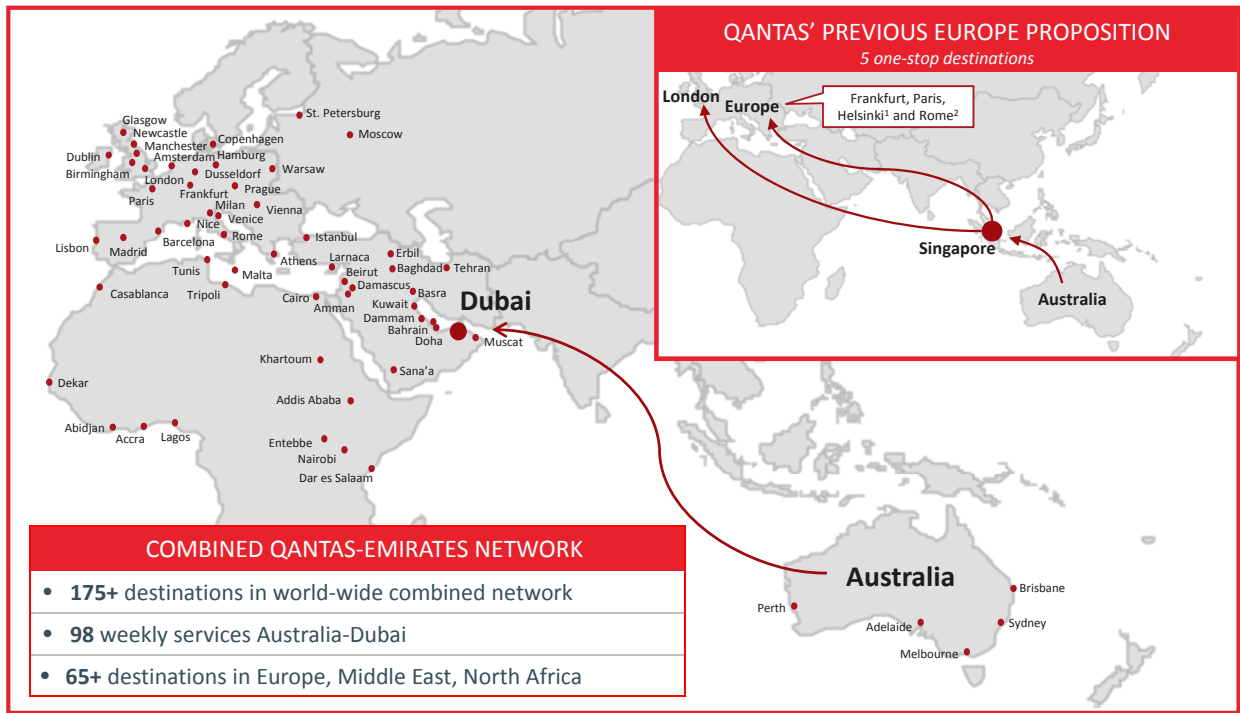 QANTAS' PREVIOUS EUROPE PROPOSITION
5 one-stop destinations
London
Europe
Frankfurt, Paris,
Helsinki¹ and Rome²
Singapore
Australia
St. Petersburg
Moscow
Glasgow
Newcastle
Copenhagen
Manchester
Dublin
Amsterdam
Hamburg
Birmingham
Warsaw
London
Dusseldorf
Paris
Frankfurt
Prague
Milan
Vienna
Venice
Nice
Rome
Lisbon
Madrid
Barcelona
Istanbul
Athens
Larnaca
Erbil
Tunis
Malta
Beirut
Baghdad
Tehran
Casablanca
Tripoli
Damascus
Cairo
Amman
Basra
Kuwait
Dubai
Dammam
Bahrain
Doha
Muscat
Khartoum
Sana'a
Dekar
Addis Ababa
Abidjan
Accra
Lagos
Entebbe
Nairobi
Dar es Salaam
Australia
Brisbane
Perth
Adelaide
Sydney
Melbourne
COMBINED QANTAS-EMIRATES NETWORK
• 175+ destinations in world-wide combined network
• 98 weekly services Australia-Dubai
• 65+ destinations in Europe, Middle East, North Africa